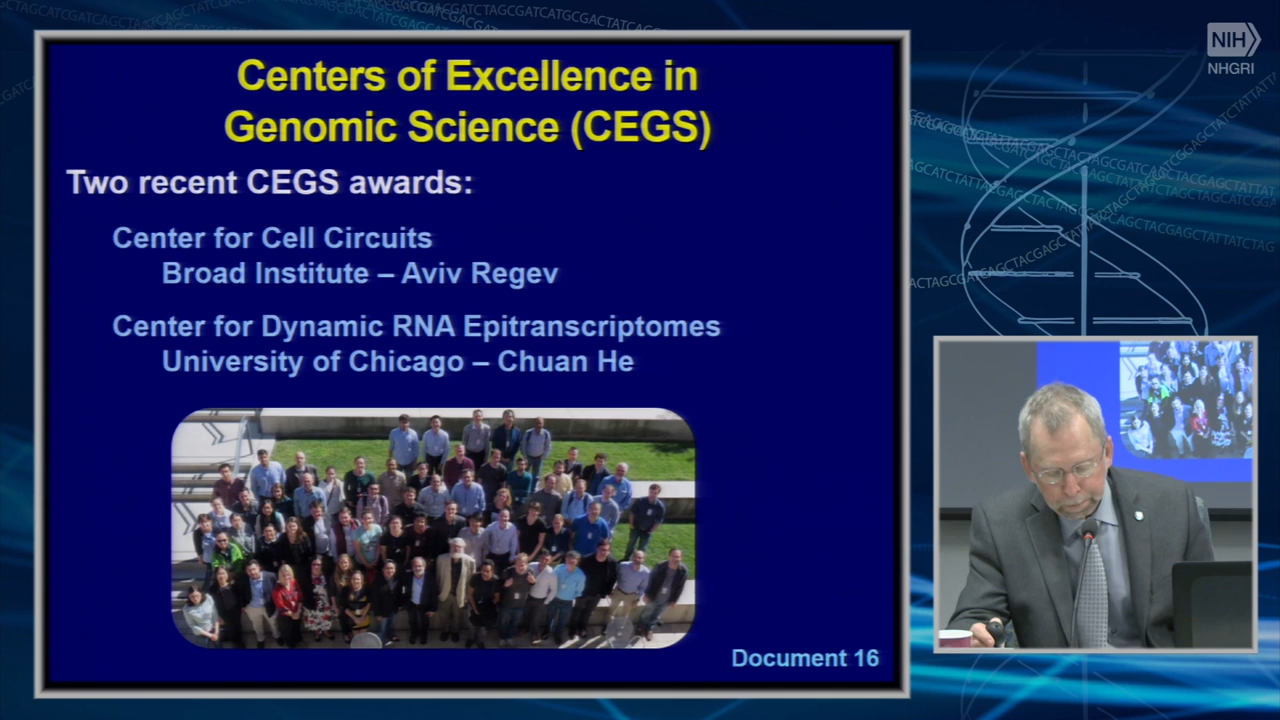 Centers of Excellence in
Genomic Science (CEGS)
Two recent CEGS awards:
Center for Cell Circuits
Broad Institute – Aviv Regev
Center for Dynamic RNA Epitranscriptomes
University of Chicago – Chuan He
Document 16
NIH
NHGRI